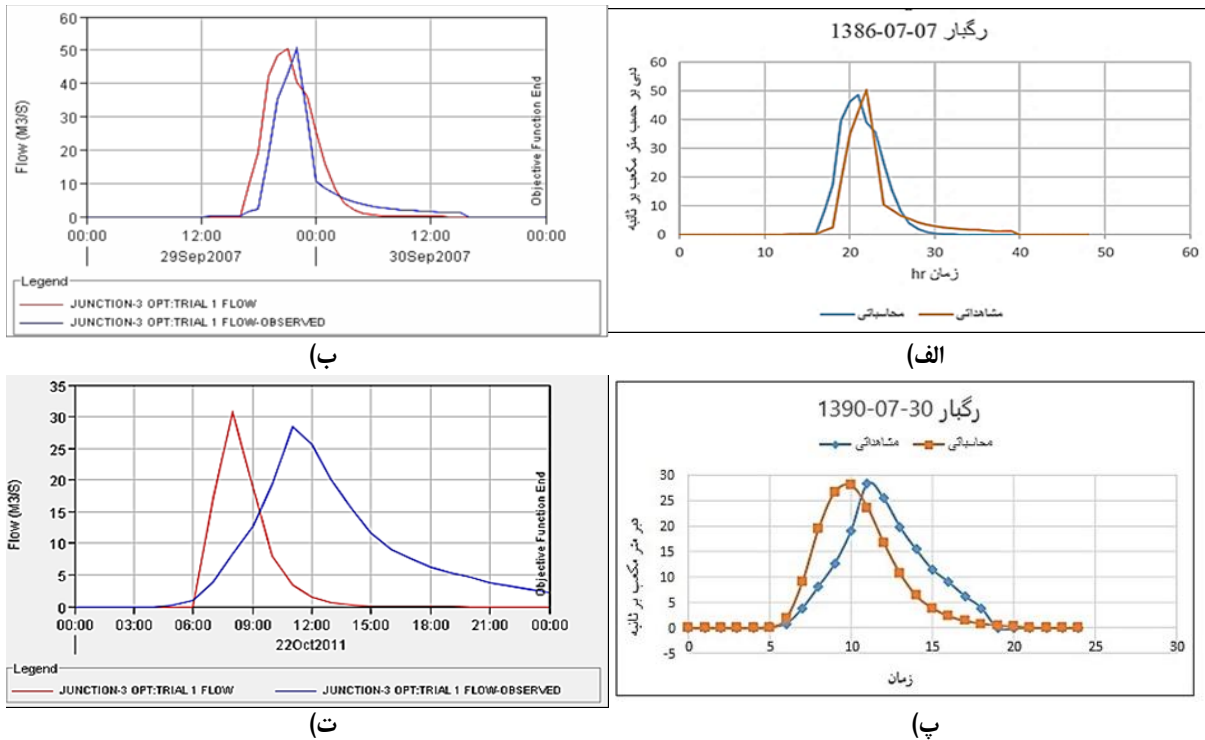 رگبار 1386-07-07
60
50
40
30
20
10
0
دبی بر حسب متر مکعب بر ثانیه
0 10 20 30 40 50 60
زمان hr
محاسباتی مشاهداتی
الف)
60
50
40
30
20
10
0
Flow (M3/S)
00:00 12:00 00:00 12:00 00:00
29Sep2007 30Sep2007
Objective Function End
Legend
JUNCTION-3 OPT:TRIAL 1 FLOW
JUNCTION-3 OPT:TRIAL 1 FLOW-OBSERVED
ب)
رگبار 1390-07-30
مشاهداتی محاسباتی
30
25
20
15
10
5
0
-5
دبر متر مکعب بر ثانیه
0 5 10 15 20 25 30
زمان
پ)
35
30
25
20
15
10
5
0
Flow (M3/S)
00:00 03:00 06:00 09:00 12:00 15:00 18:00 21:00 00:00
22Oct2011
Objective Function End
Legend
JUNCTION-3 OPT:TRIAL 1 FLOW JUNCTION-3 OPT:TRIAL 1 FLOW-OBSERVED
ت)